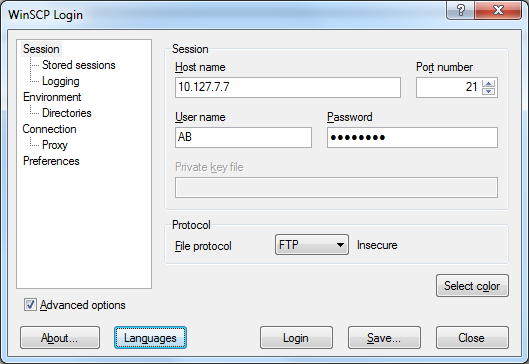 WinSCP Login
Session
Stored sessions
Logging
Environment
Directories
Connection
Proxy
Preferences
Advanced options
Session
Host name
Port number
10.127.7.7
21
User name
Password
AB
●●●●●●●●
Private key file
Protocol
File protocol
FTP
Insecure
Select color
About...
Languages
Login
Save...
Close